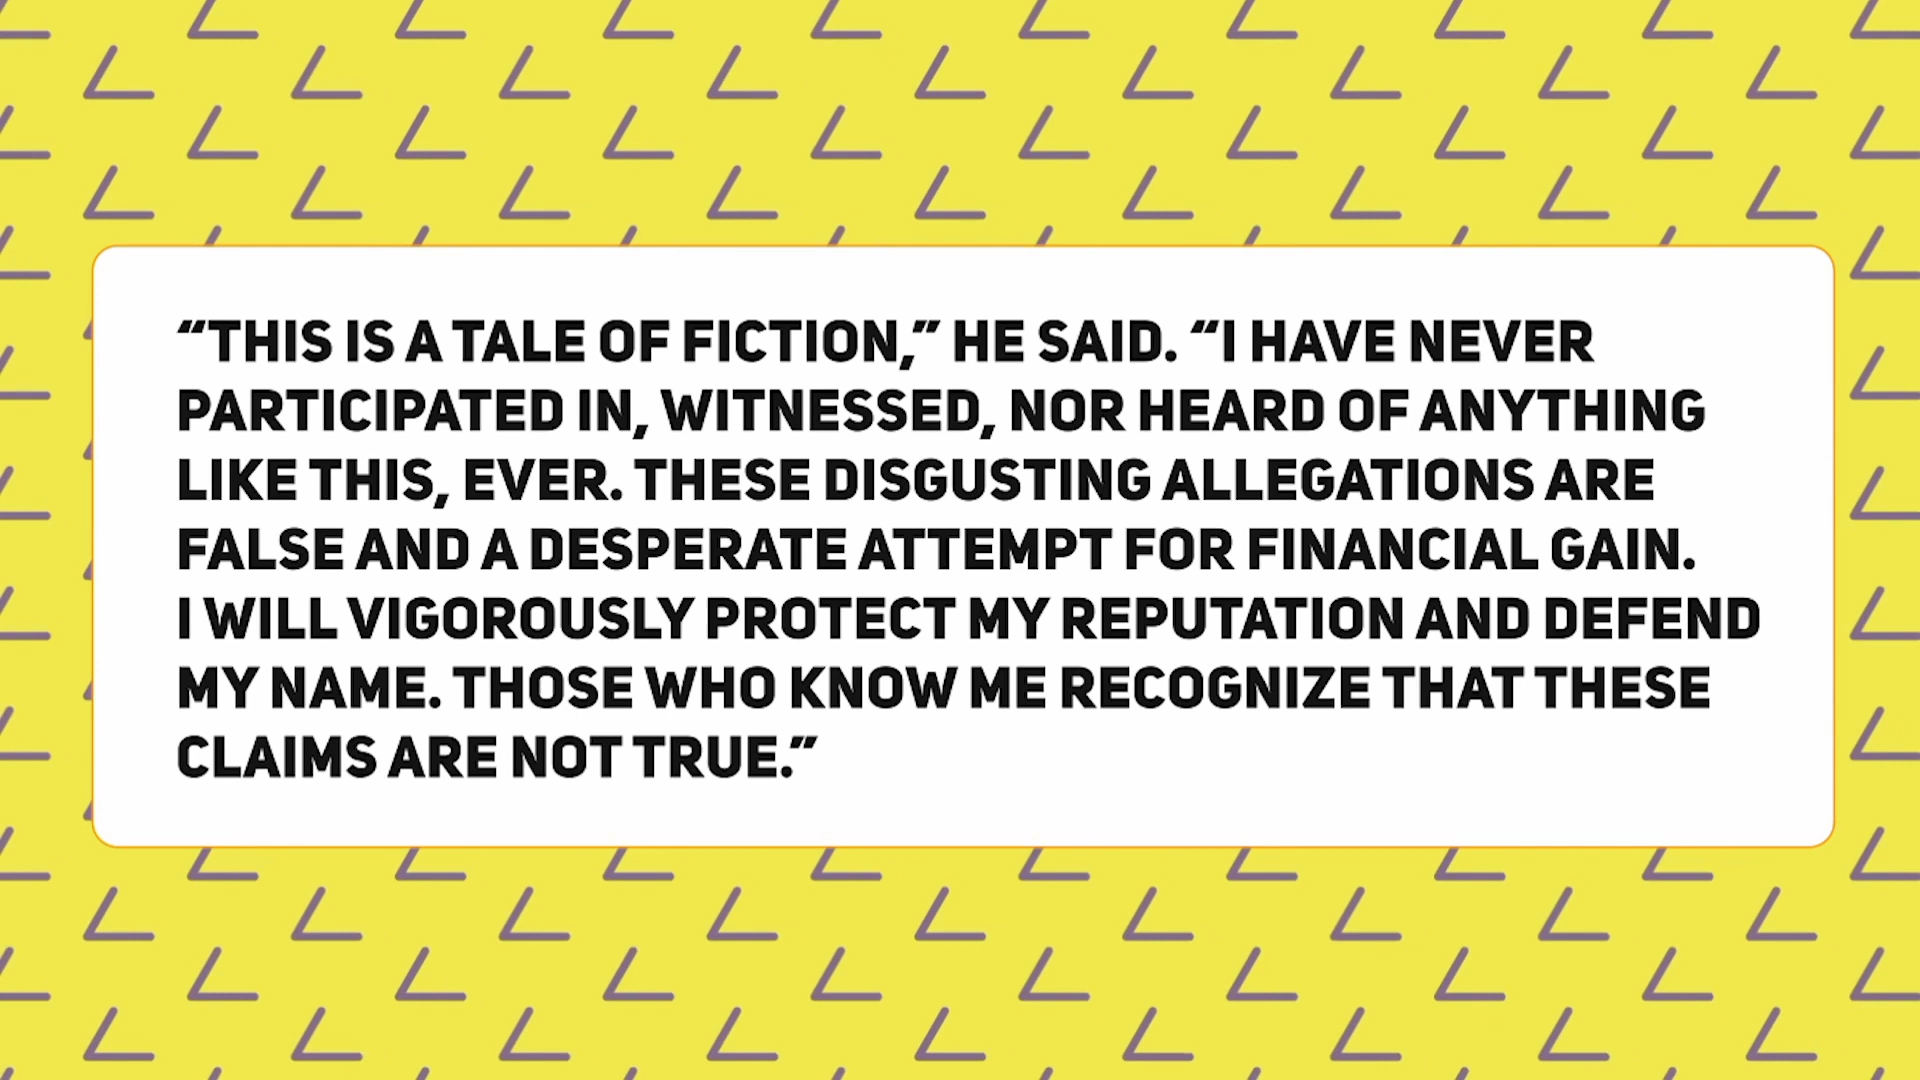 “THIS IS A TALE OF FICTION,” HE SAID. “I HAVE NEVER
PARTICIPATED IN, WITNESSED, NOR HEARD OF ANYTHING
LIKE THIS, EVER. THESE DISGUSTING ALLEGATIONS ARE
FALSE AND A DESPERATE ATTEMPT FOR FINANCIAL GAIN.
I WILL VIGOROUSLY PROTECT MY REPUTATION AND DEFEND
MY NAME. THOSE WHO KNOW ME RECOGNIZE THAT THESE
CLAIMS ARE NOT TRUE.”